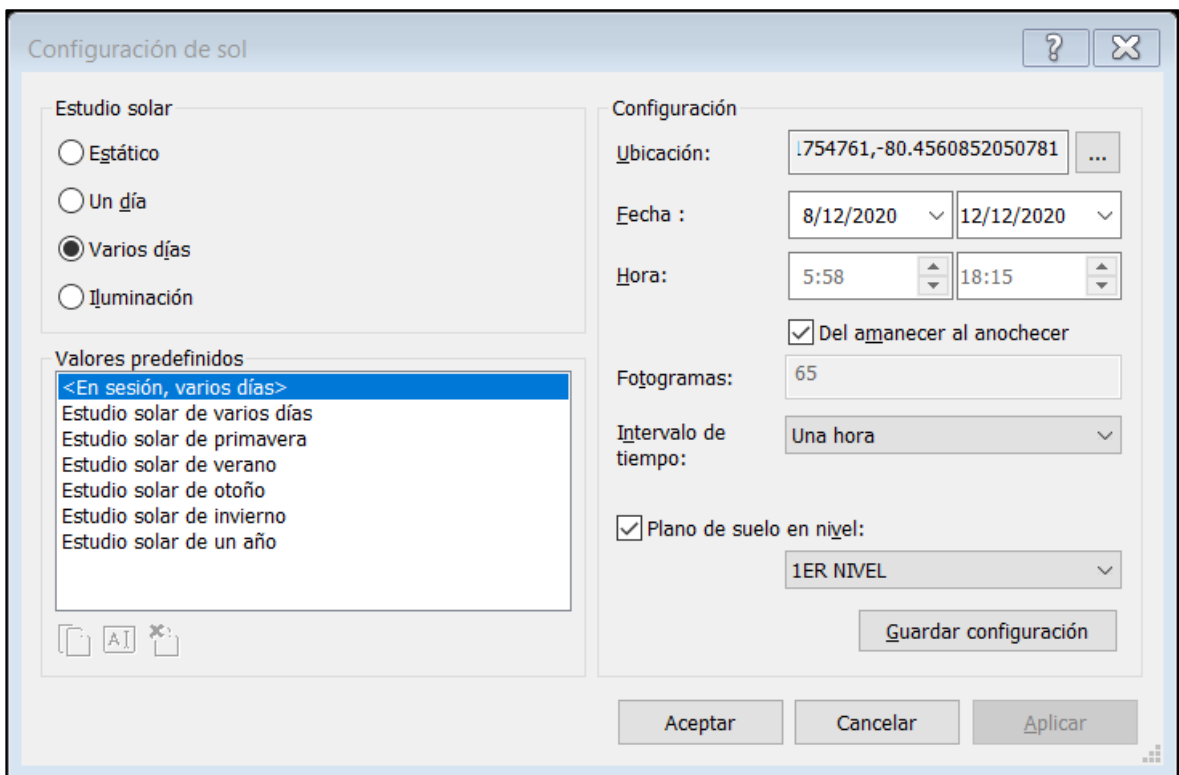 Configuración de sol
Estudio solar
Estático
Un día
Varios días
Iluminación
Valores predefinidos
<En sesión, varios días>
Estudio solar de varios días
Estudio solar de primavera
Estudio solar de verano
Estudio solar de otoño
Estudio solar de invierno
Estudio solar de un año
Configuración
Ubicación: 1754761,-80.4560852050781 ...
Fecha : 8/12/2020 12/12/2020
Hora: 5:58 18:15
Del amanecer al anochecer
Fotogramas: 65
Intervalo de
tiempo: Una hora
Plano de suelo en nivel:
1ER NIVEL
Guardar configuración
Aceptar Cancelar Aplicar